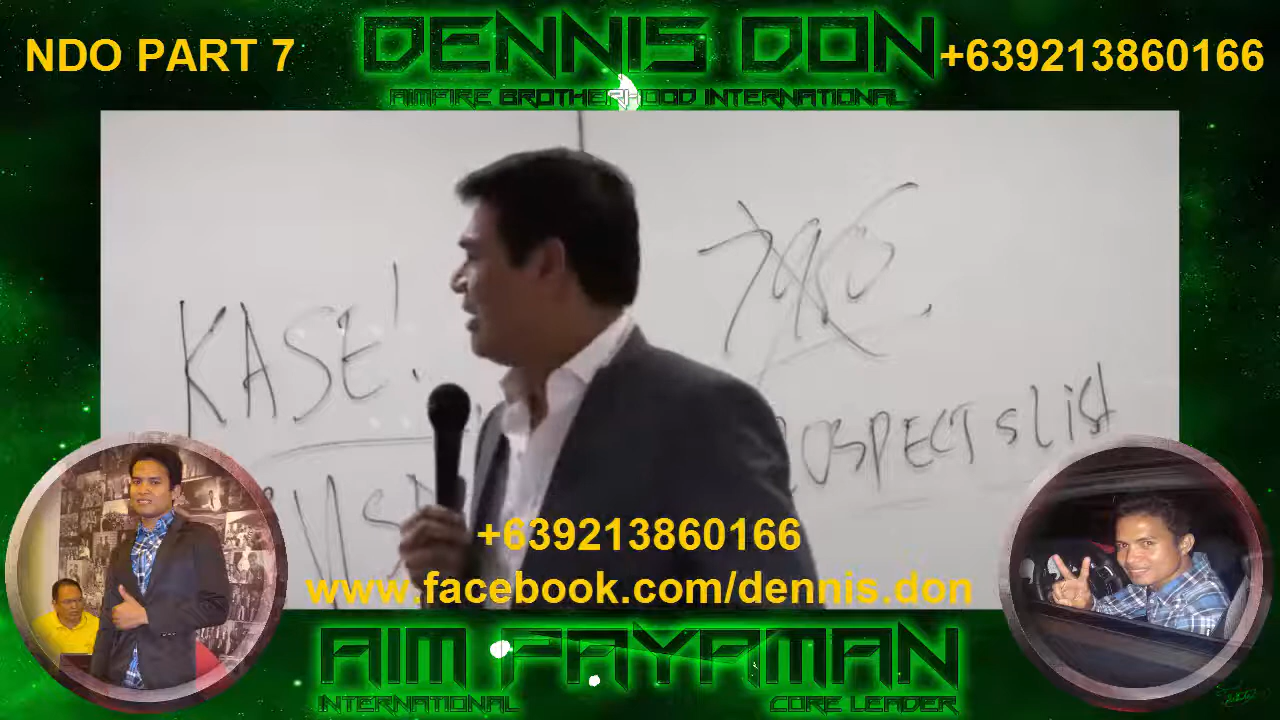 NDO PART 7
DENNIS DON
+639213860166
AIMFIRE BROTHERHOOD INTERNATIONAL
KASE!
PROSPECTS LIST
+639213860166
www.facebook.com/dennis.don
AIM PAYAMAN
INTERNATIONAL
CORE LEADER